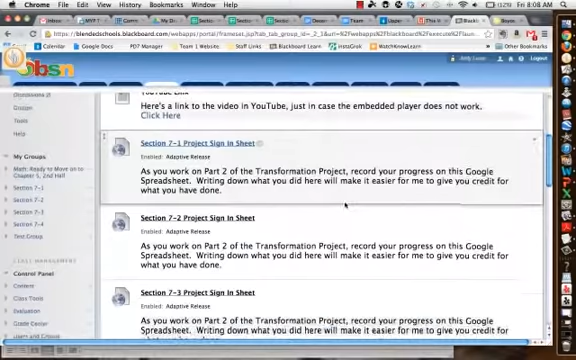 Chrome File Edit View History Bookmarks Window Help
Fri 8:08 AM
https://blendedschools.blackboard.com/webapps/portal/frameset.jsp?tab_tab_group_id=_2_1&url=
Calendar Google Docs PD7 Manager Team 1 Website Blackboard Learn InstaGrok WatchKnowLearn Other Bookmarks
bsn
Logout
YouTube Link
Here's a link to the video in YouTube, just in case the embedded player does not work.
Click Here
Groups
Tools
Help
My Groups
Math: Ready to Move on to Chapter 5, 2nd Half
Section 7-1
Section 7-2
Section 7-3
Section 7-4
Test Group
Control Panel
Content
Class Tools
Evaluation
Grade Center
Users and Groups
Section 7-1 Project Sign In Sheet
Enabled: Adaptive Release
As you work on Part 2 of the Transformation Project, record your progress on this Google
Spreadsheet. Writing down what you did here will make it easier for me to give you credit for
what you have done.
Section 7-2 Project Sign In Sheet
Enabled: Adaptive Release
As you work on Part 2 of the Transformation Project, record your progress on this Google
Spreadsheet. Writing down what you did here will make it easier for me to give you credit for
what you have done.
Section 7-3 Project Sign In Sheet
Enabled: Adaptive Release
As you work on Part 2 of the Transformation Project, record your progress on this Google
Spreadsheet. Writing down what you did here will make it easier for me to give you credit for